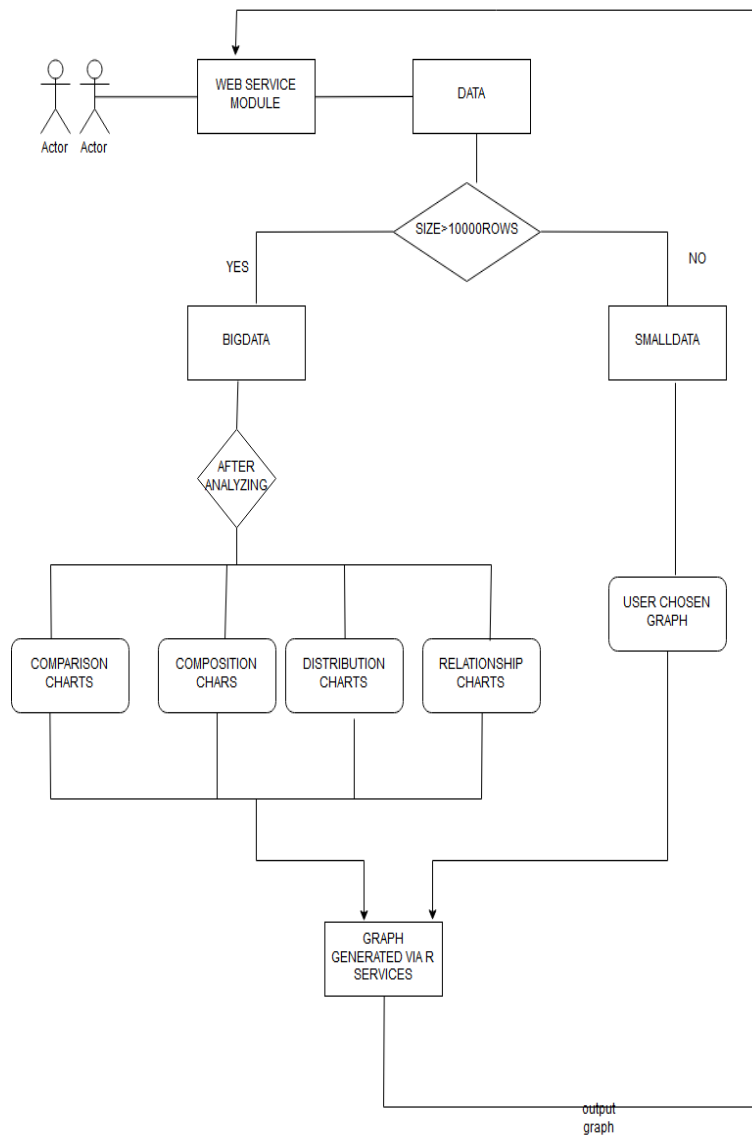 WEB SERVICE
MODULE
DATA
Actor
Actor
SIZE>10000ROWS
YES
NO
BIGDATA
SMALLDATA
AFTER
ANALYZING
USER CHOSEN
GRAPH
COMPARISON
CHARTS
COMPOSITION
CHARS
DISTRIBUTION
CHARTS
RELATIONSHIP
CHARTS
GRAPH
GENERATED VIA R
SERVICES
output
graph